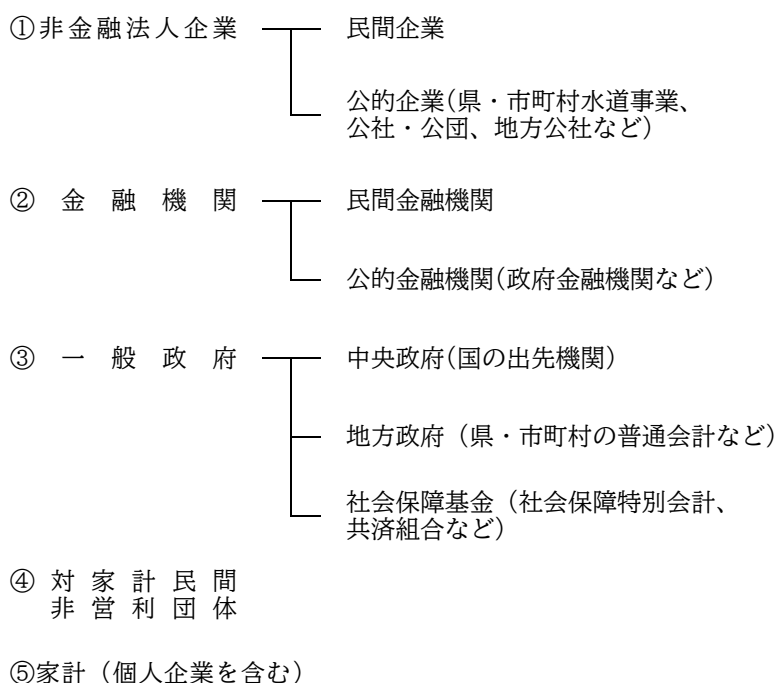 ①非金融法人企業 民間企業
公的企業(県・市町村水道事業、
公社・公団、地方公社など)
② 金融機関 民間金融機関
公的金融機関(政府金融機関など)
③ 一般政府 中央政府(国の出先機関)
地方政府(県・市町村の普通会計など)
社会保障基金(社会保障特別会計、
共済組合など)
④ 対家計民間
非営利団体
⑤家計(個人企業を含む)